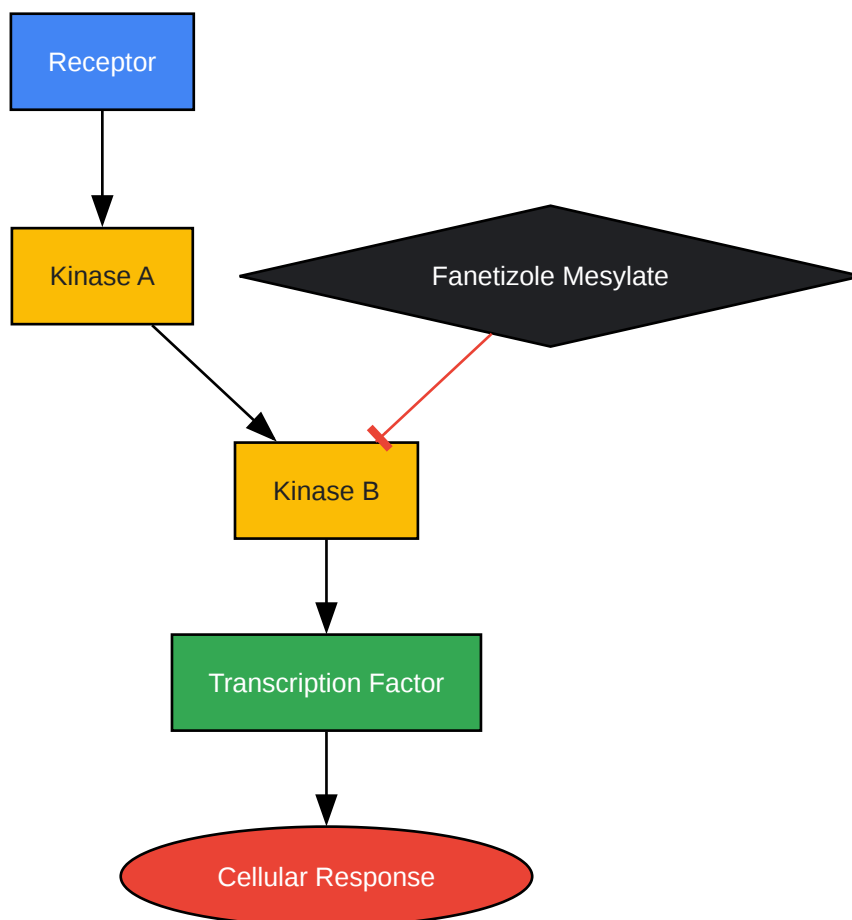 Receptor
Kinase A
Fanetizole Mesylate
Kinase B
Transcription Factor
Cellular Response